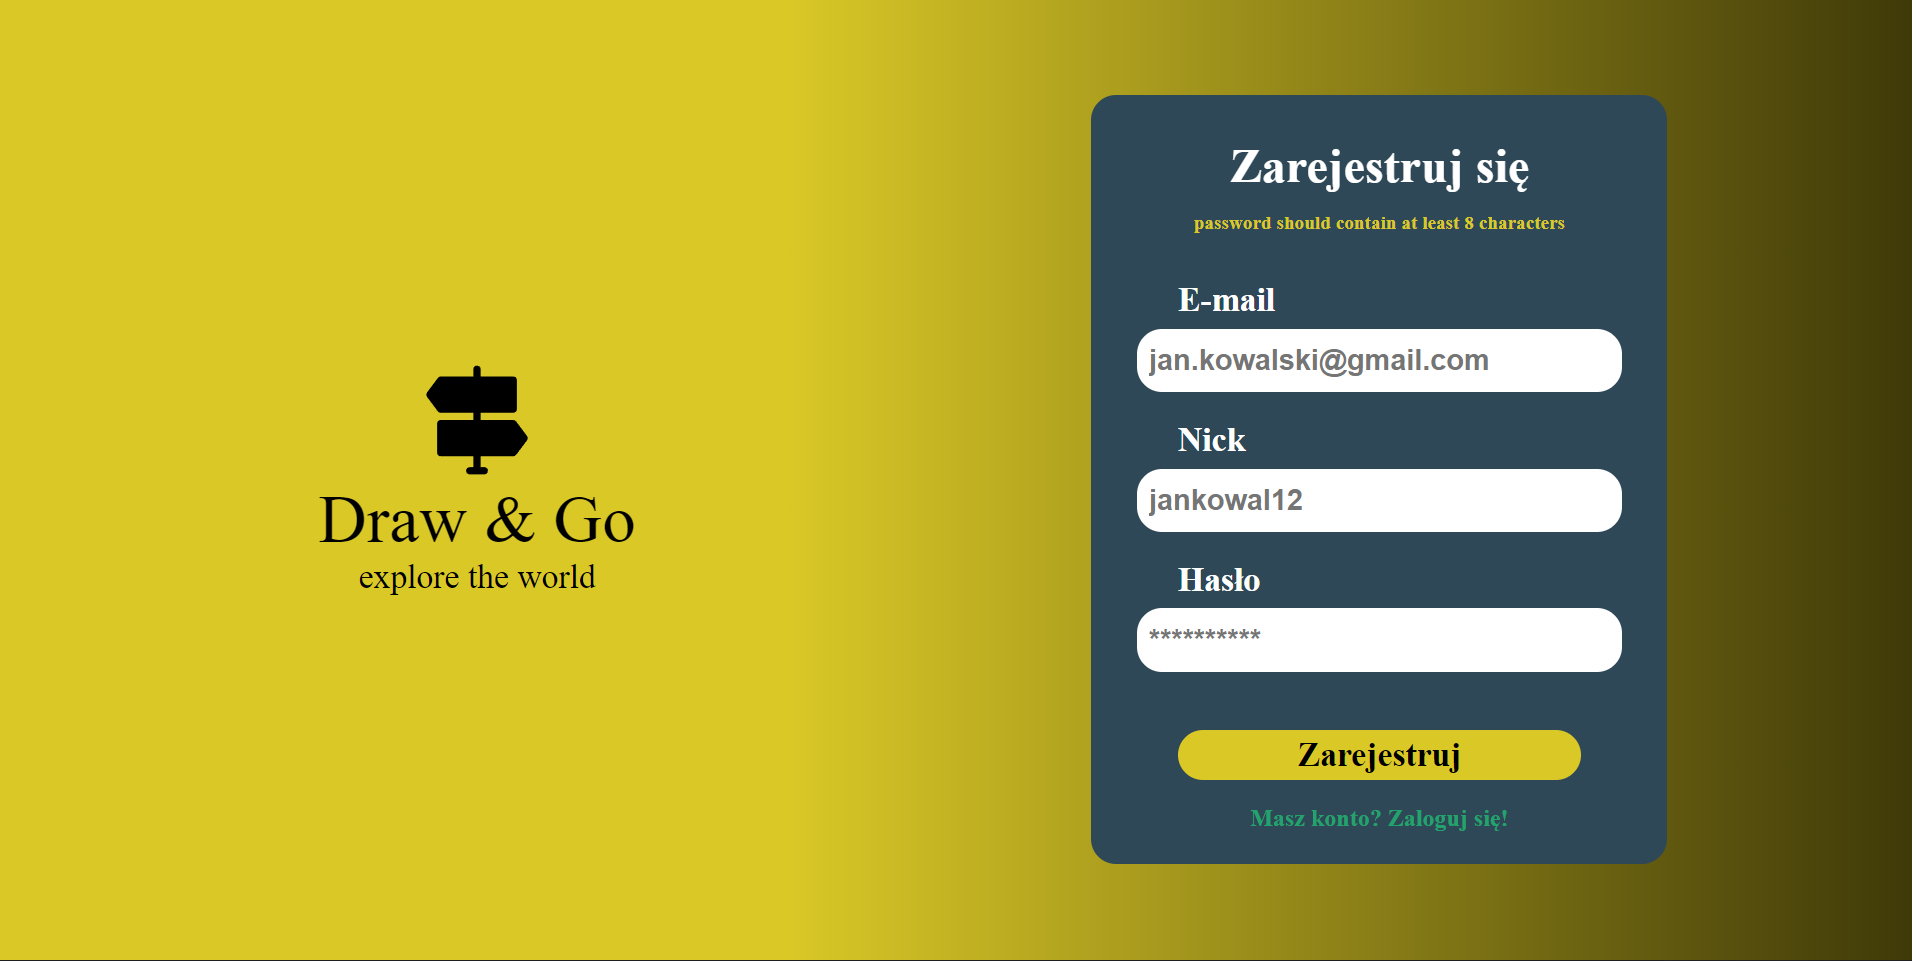 Draw & Go
explore the world
Zarejestruj się
password should contain at least 8 characters
E-mail
jan.kowalski@gmail.com
Nick
jankowal12
Hasło
**********
Zarejestruj
Masz konto? Zaloguj się!